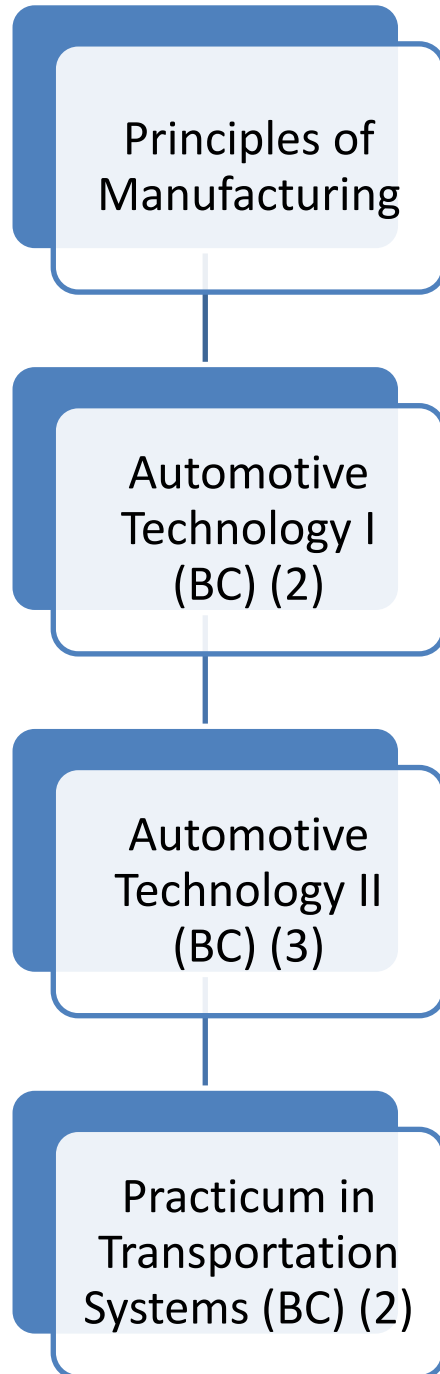 Principles of
Manufacturing
Automotive
Technology I
(BC) (2)
Automotive
Technology II
(BC) (3)
Practicum in
Transportation
Systems (BC) (2)